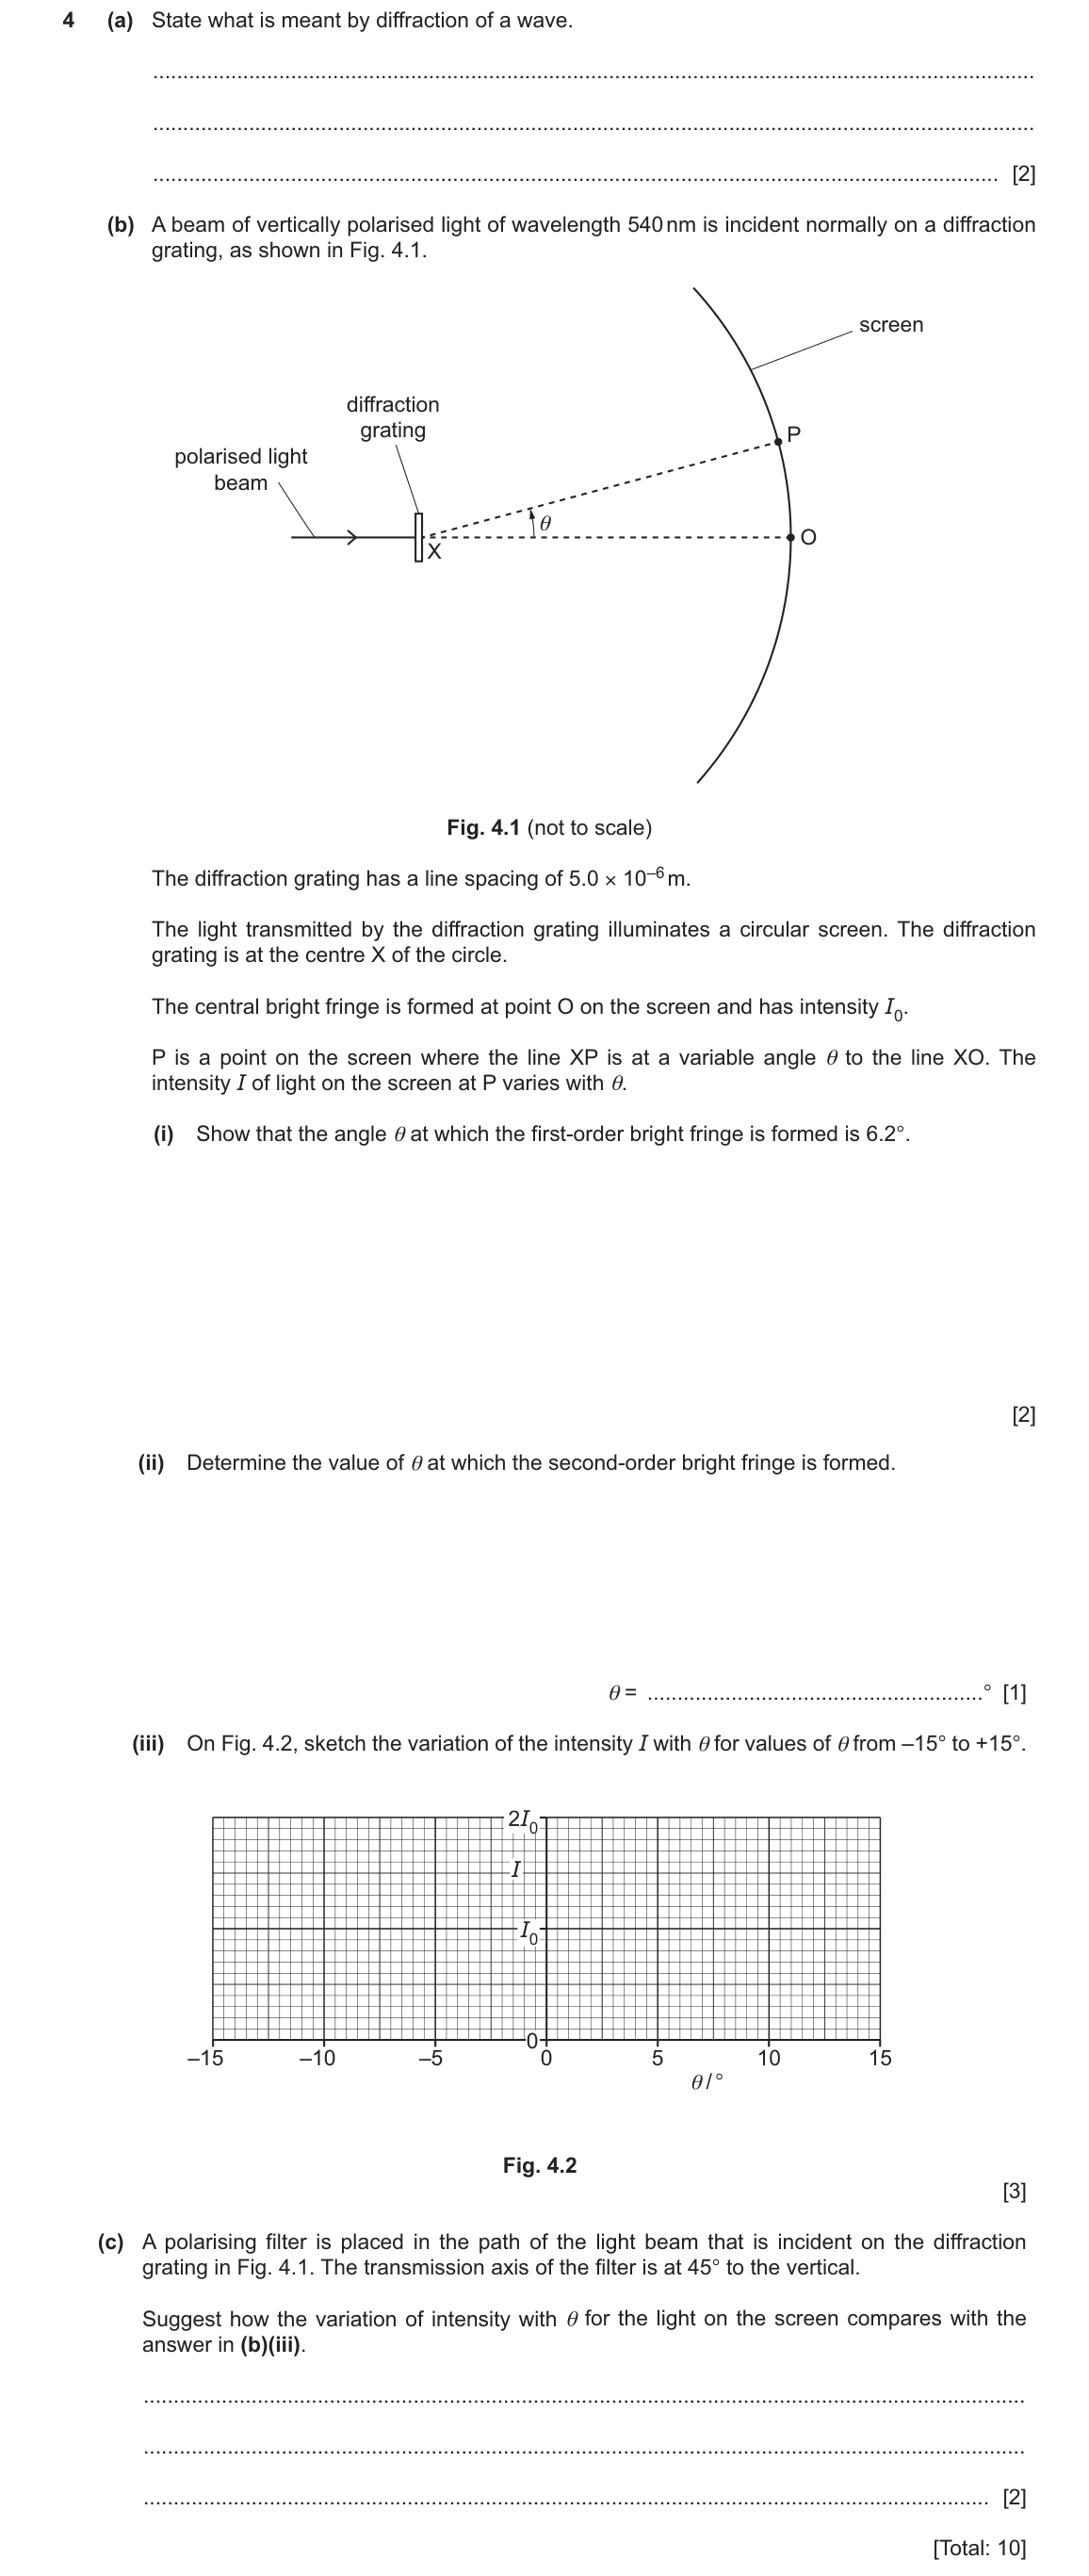 4 (a) State what is meant by diffraction of a wave.
..........................................................................................
..........................................................................................
.......................................................................................... [2]
(b) A beam of vertically polarised light of wavelength 540 nm is incident normally on a diffraction
grating, as shown in Fig. 4.1.
screen
diffraction
grating
P
polarised light
beam
θ
O
X
Fig. 4.1 (not to scale)
The diffraction grating has a line spacing of 5.0 × 10⁻⁶ m.
The light transmitted by the diffraction grating illuminates a circular screen. The diffraction
grating is at the centre X of the circle.
The central bright fringe is formed at point O on the screen and has intensity I₀.
P is a point on the screen where the line XP is at a variable angle θ to the line XO. The
intensity I of light on the screen at P varies with θ.
(i) Show that the angle θ at which the first-order bright fringe is formed is 6.2°.
[2]
(ii) Determine the value of θ at which the second-order bright fringe is formed.
θ = ........................................................° [1]
(iii) On Fig. 4.2, sketch the variation of the intensity I with θ for values of θ from –15° to +15°.
2I₀
I
I₀
0
–15 –10 –5 0 5 10 15
θ / °
Fig. 4.2
[3]
(c) A polarising filter is placed in the path of the light beam that is incident on the diffraction
grating in Fig. 4.1. The transmission axis of the filter is at 45° to the vertical.
Suggest how the variation of intensity with θ for the light on the screen compares with the
answer in (b)(iii).
..........................................................................................
..........................................................................................
.......................................................................................... [2]
[Total: 10]